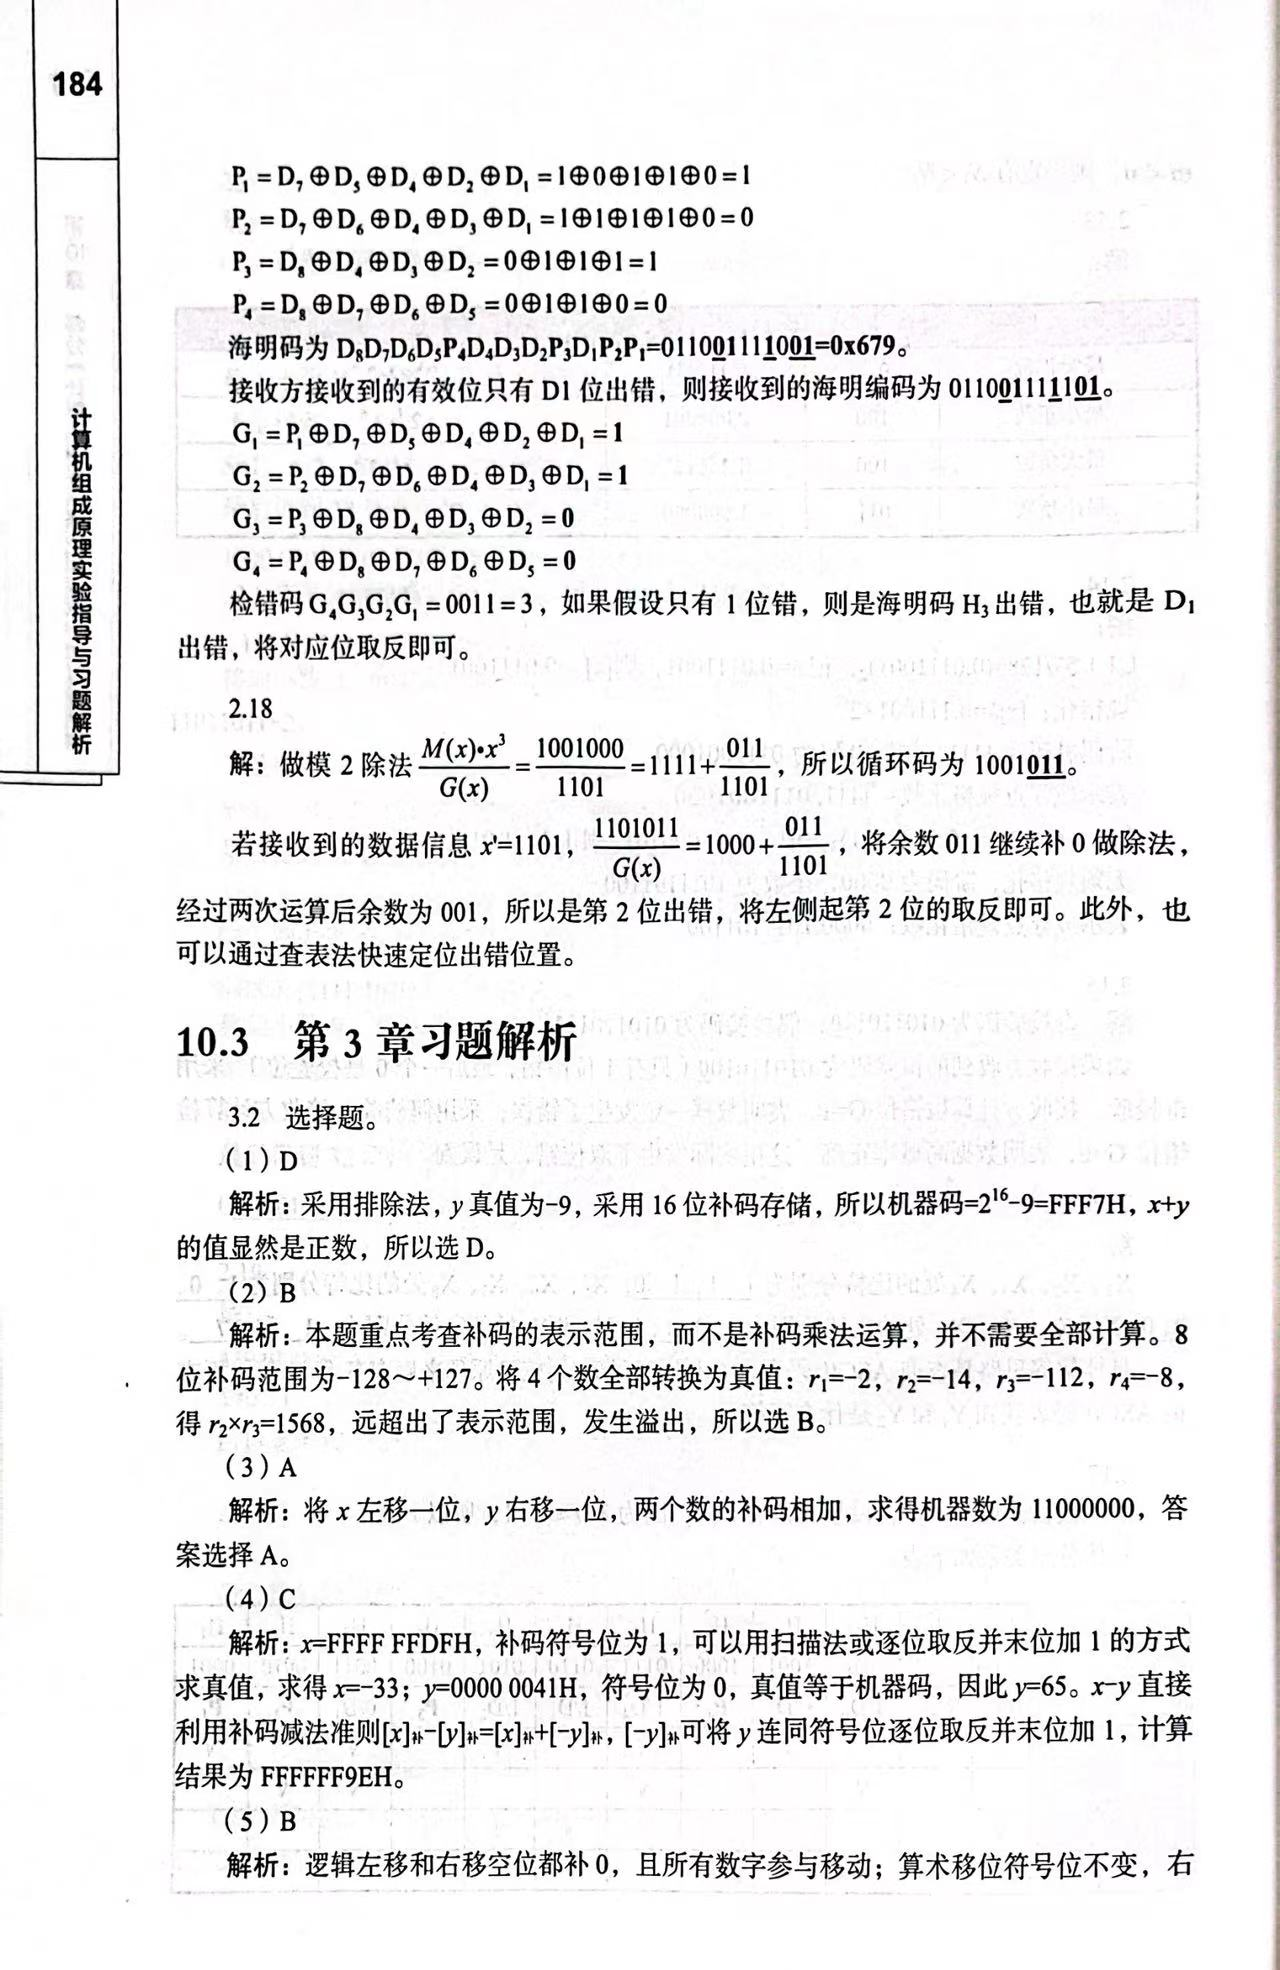 184
计算机组成原理实验指导与习题解析
P₁=D₇⊕D₅⊕D₄⊕D₂⊕D₁=1⊕0⊕1⊕1⊕0=1
P₂=D₇⊕D₆⊕D₄⊕D₃⊕D₁=1⊕1⊕1⊕1⊕0=0
P₃=D₈⊕D₄⊕D₃⊕D₂=0⊕1⊕1⊕1=1
P₄=D₈⊕D₇⊕D₆⊕D₅=0⊕1⊕1⊕0=0
海明码为 D₈D₇D₆D₅P₄D₄D₃D₂P₃D₁P₂P₁=011001111001=0x679。
接收方接收到的有效位只有 D1 位出错，则接收到的海明编码为 011001111101。
G₁=P₁⊕D₇⊕D₅⊕D₄⊕D₂⊕D₁=1
G₂=P₂⊕D₇⊕D₆⊕D₄⊕D₃⊕D₁=1
G₃=P₃⊕D₈⊕D₄⊕D₃⊕D₂=0
G₄=P₄⊕D₈⊕D₇⊕D₆⊕D₅=0
检错码 G₄G₃G₂G₁=0011=3，如果假设只有 1 位错，则是海明码 H₃ 出错，也就是 D₁
出错，将对应位取反即可。
2.18
解：做模 2 除法 M(x)•x³/G(x)=1001000/1101=1111+011/1101，所以循环码为 1001011。
若接收到的数据信息 x'=1101，1101011/G(x)=1000+011/1101，将余数 011 继续补 0 做除法，
经过两次运算后余数为 001，所以是第 2 位出错，将左侧起第 2 位的取反即可。此外，也
可以通过查表法快速定位出错位置。
10.3 第 3 章习题解析
3.2 选择题。
（1）D
解析：采用排除法，y 真值为-9，采用 16 位补码存储，所以机器码=2¹⁶-9=FFF7H，x+y
的值显然是正数，所以选 D。
（2）B
解析：本题重点考查补码的表示范围，而不是补码乘法运算，并不需要全部计算。8
位补码范围为-128～+127。将 4 个数全部转换为真值：r₁=-2，r₂=-14，r₃=-112，r₄=-8，
得 r₂×r₃=1568，远超出了表示范围，发生溢出，所以选 B。
（3）A
解析：将 x 左移一位，y 右移一位，两个数的补码相加，求得机器数为 11000000，答
案选择 A。
（4）C
解析：x=FFFF FFDFH，补码符号位为 1，可以用扫描法或逐位取反并末位加 1 的方式
求真值，求得 x=-33；y=0000 0041H，符号位为 0，真值等于机器码，因此 y=65。x-y 直接
利用补码减法准则[x]补-[y]补=[x]补+[-y]补，[-y]补可将 y 连同符号位逐位取反并末位加 1，计算
结果为 FFFFFF9EH。
（5）B
解析：逻辑左移和右移空位都补 0，且所有数字参与移动；算术移位符号位不变，右